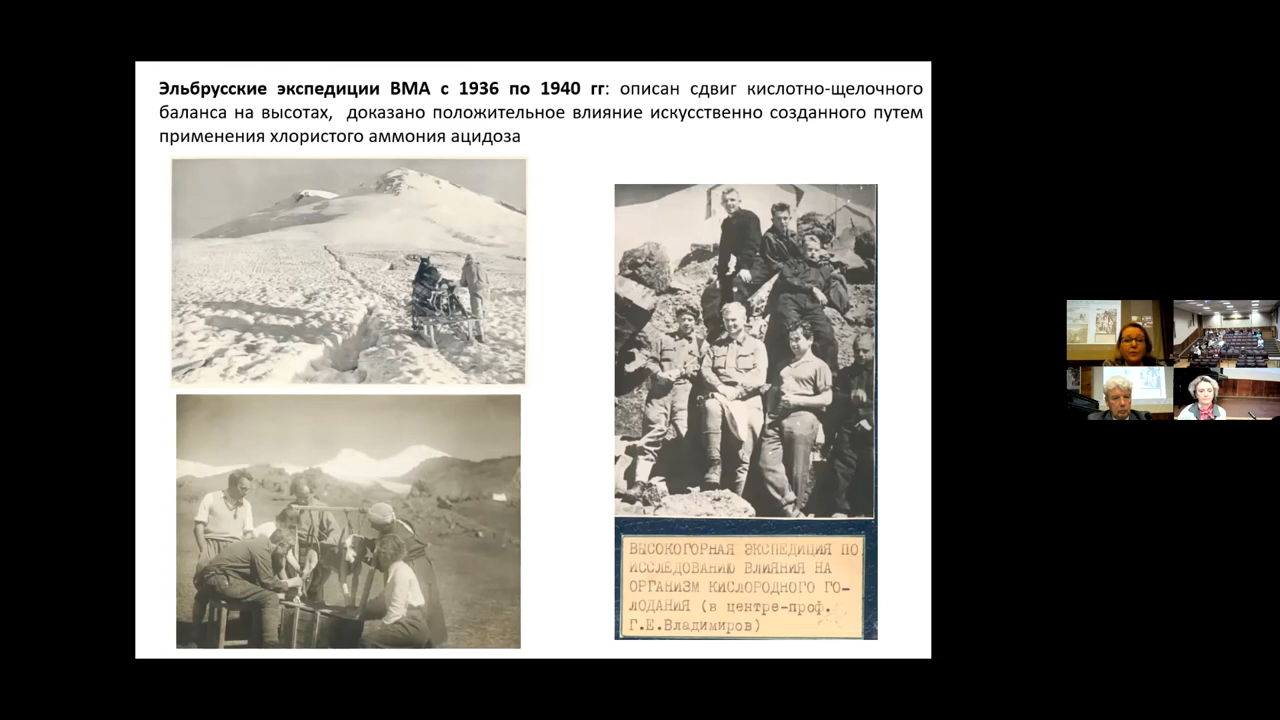 Эльбрусские экспедиции ВМА с 1936 по 1940 гг: описан сдвиг кислотно-щелочного
баланса на высотах, доказано положительное влияние искусственно созданного путем
применения хлористого аммония ацидоза
ВЫСОКОГОРНАЯ ЭКСПЕДИЦИЯ ПО
ИССЛЕДОВАНИЮ ВЛИЯНИЯ НА
ОРГАНИЗМ КИСЛОРОДНОГО ГО-
ЛОДАНИЯ (в центре-проф.
Г.Е.Владимиров)